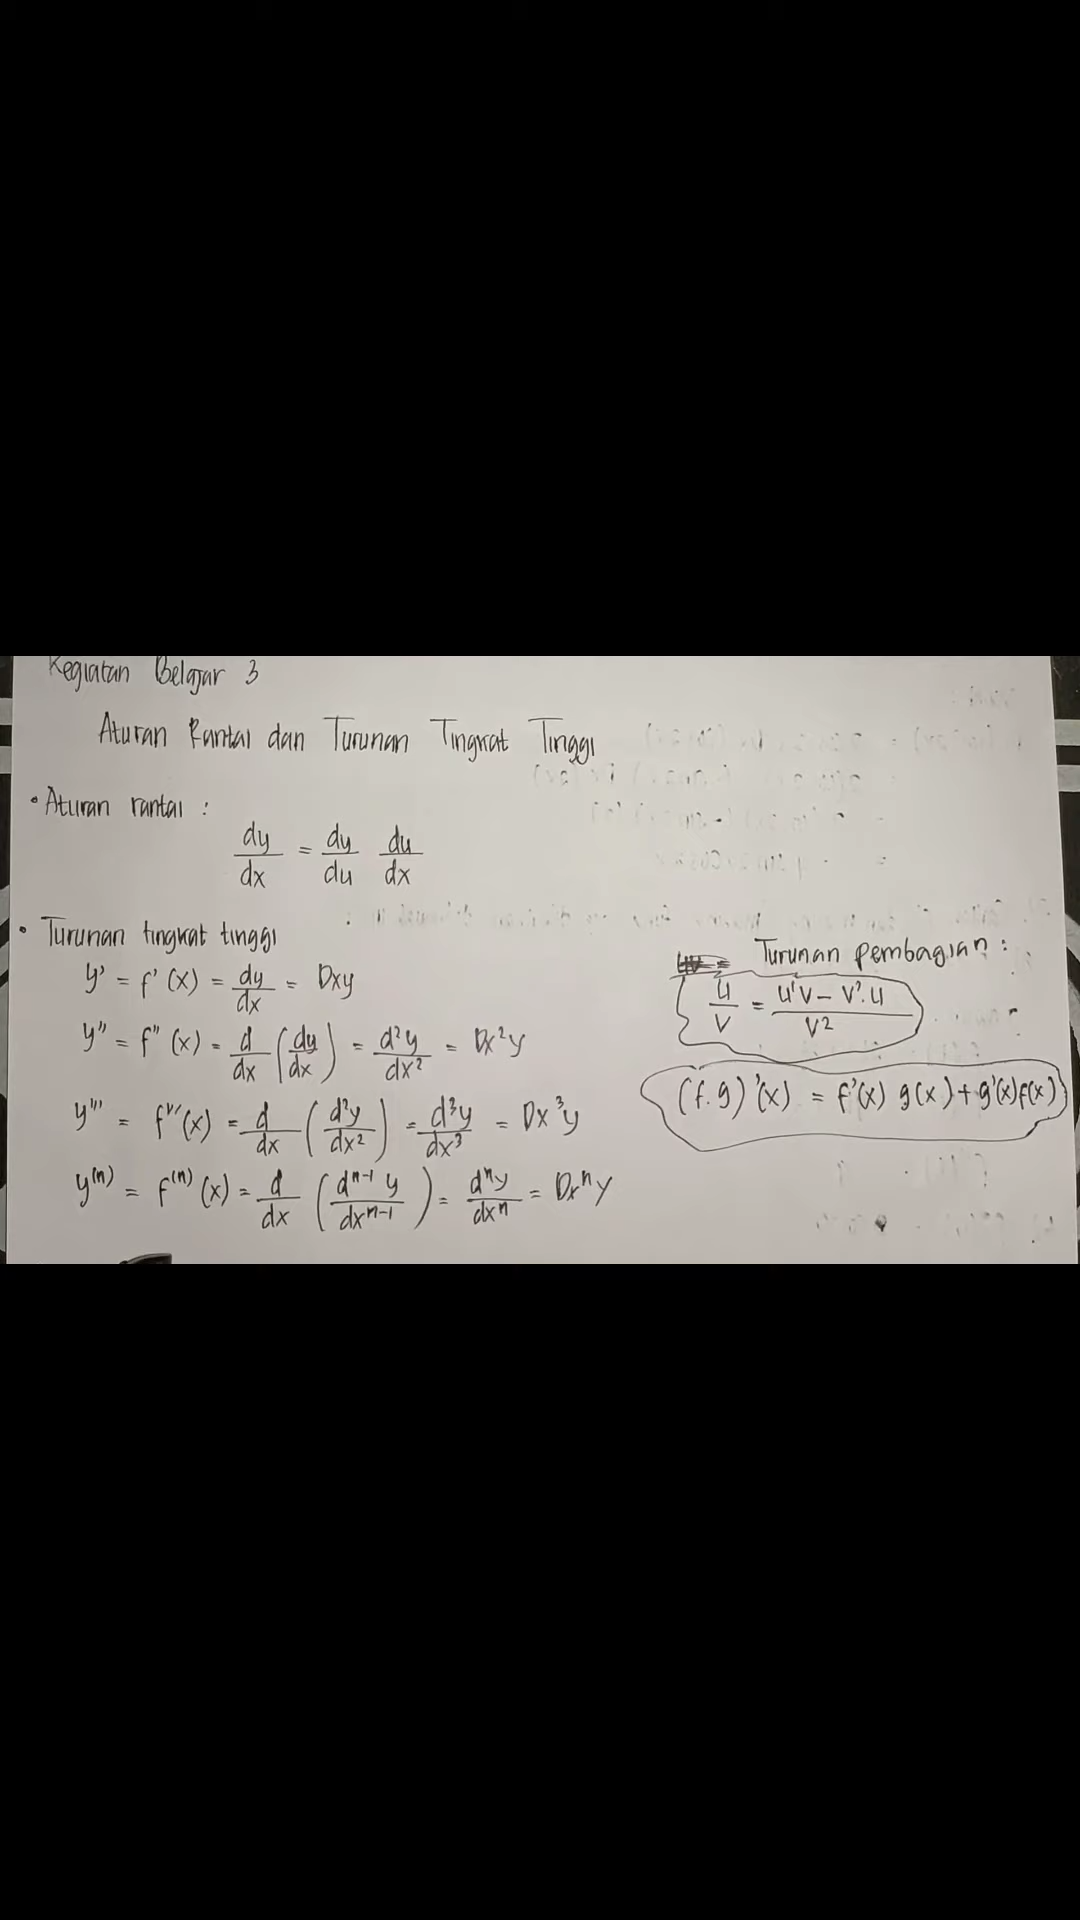 Kegiatan Belajar 3
Aturan Rantai dan Turunan Tingkat Tinggi
• Aturan rantai :
dy/dx = dy/du du/dx
• Turunan tingkat tinggi
y' = f'(x) = dy/dx = Dxy
y'' = f''(x) = d/dx (dy/dx) = d²y/dx² = Dx²y
y''' = f'''(x) = d/dx (d²y/dx²) = d³y/dx³ = Dx³y
y⁽ⁿ⁾ = f⁽ⁿ⁾(x) = d/dx (dⁿ⁻¹y/dxⁿ⁻¹) = dⁿy/dxⁿ = Dxⁿy
Turunan pembagian :
u/v = u'v - v'.u/v²
(f.g)'(x) = f'(x) g(x) + g'(x)f(x)